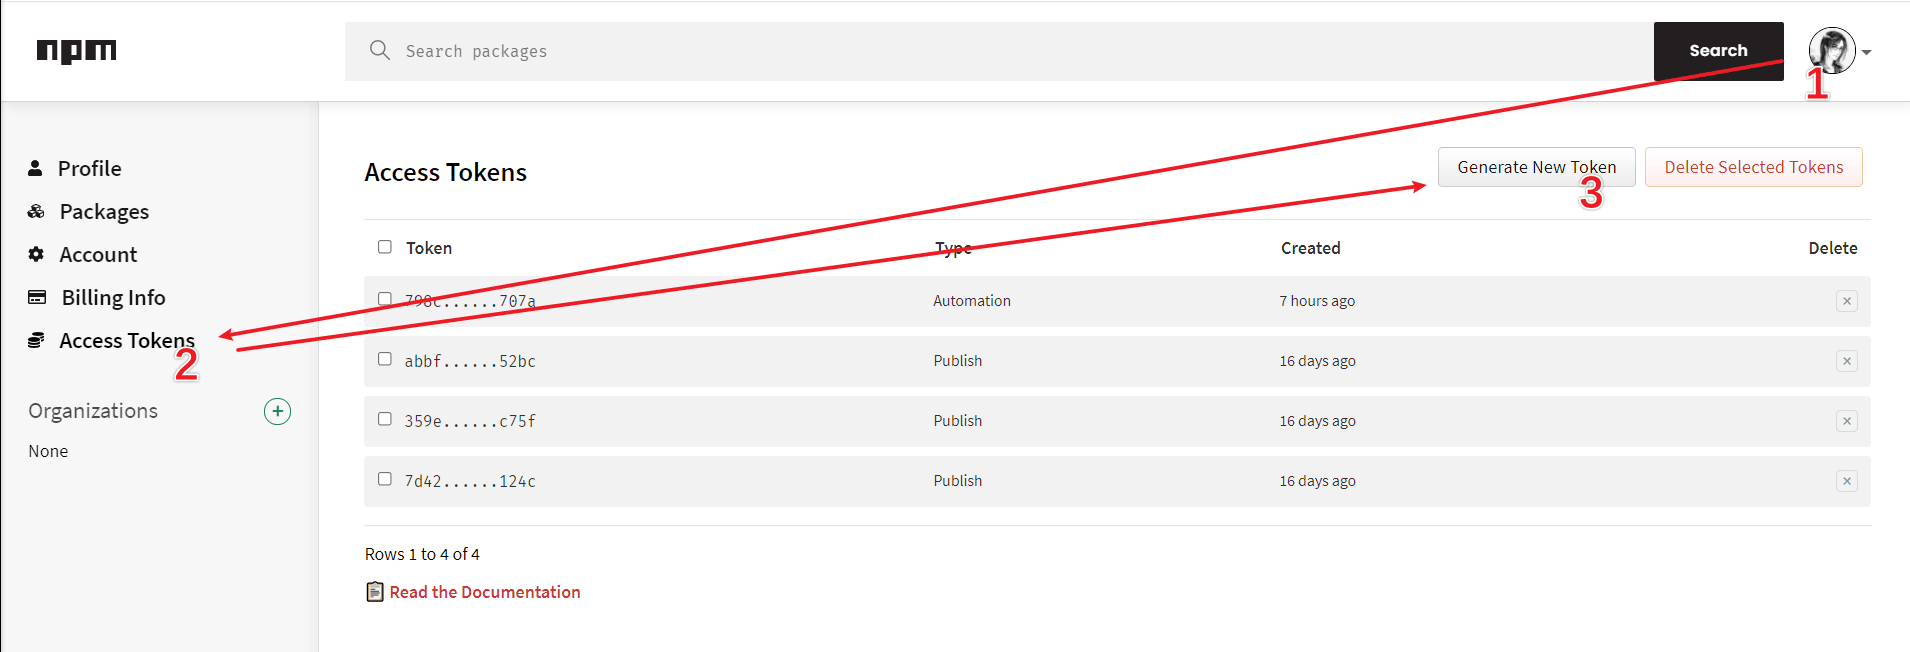 npm
Search packages
Search
1
Profile
Packages
Account
Billing Info
Access Tokens
2
Organizations
+
None
Access Tokens
Generate New Token
3
Delete Selected Tokens
Token Type Created Delete
798c......707a Automation 7 hours ago ×
abbf......52bc Publish 16 days ago ×
359e......c75f Publish 16 days ago ×
7d42......124c Publish 16 days ago ×
Rows 1 to 4 of 4
Read the Documentation